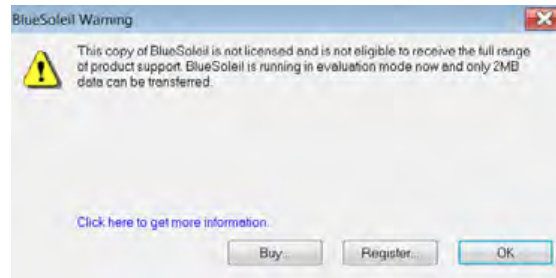 BlueSoleil Warning
This copy of BlueSoleil is not licensed and is not eligible to receive the full range
of product support. BlueSoleil is running in evaluation mode now and only 2MB
data can be transferred.
Click here to get more information.
Buy... Register... OK